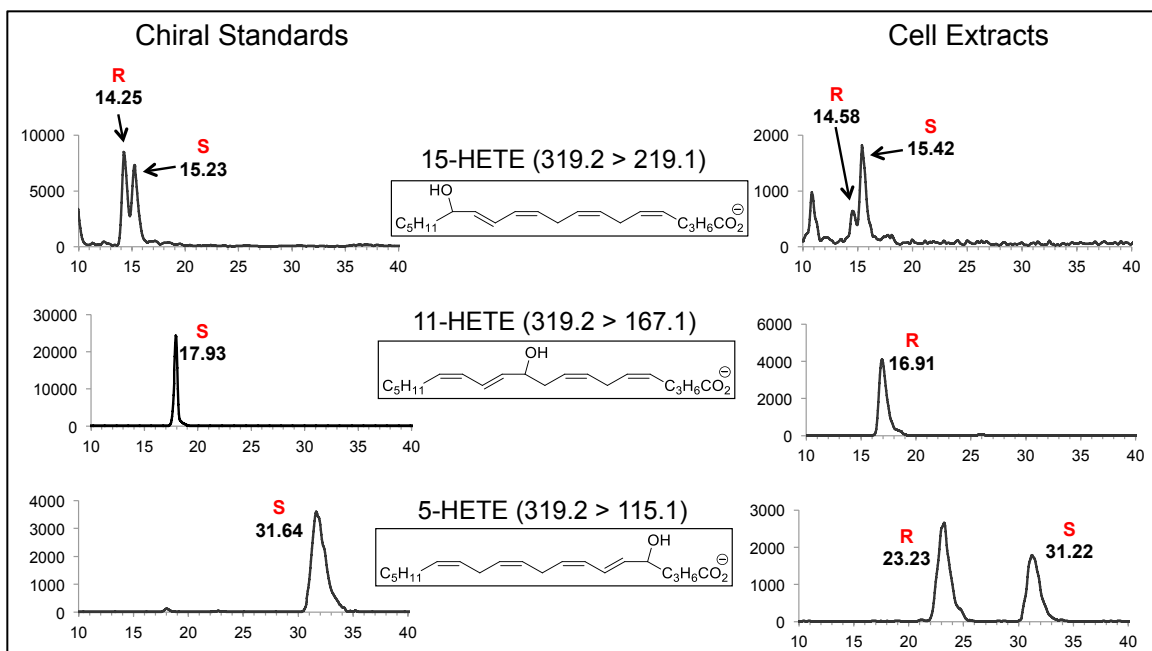 Chiral Standards
Cell Extracts
R
14.25
S
15.23
10000
5000
0
10 15 20 25 30 35 40
15-HETE (319.2 > 219.1)
HO
C5H11
C3H6CO2
⊖
R
14.58
S
15.42
2000
1000
0
10 15 20 25 30 35 40
S
17.93
30000
20000
10000
0
10 15 20 25 30 35 40
11-HETE (319.2 > 167.1)
OH
C5H11
C3H6CO2
⊖
R
16.91
6000
4000
2000
0
10 15 20 25 30 35 40
S
31.64
4000
3000
2000
1000
0
10 15 20 25 30 35 40
5-HETE (319.2 > 115.1)
OH
C5H11
C3H6CO2
⊖
R
23.23
S
31.22
3000
2000
1000
0
10 15 20 25 30 35 40